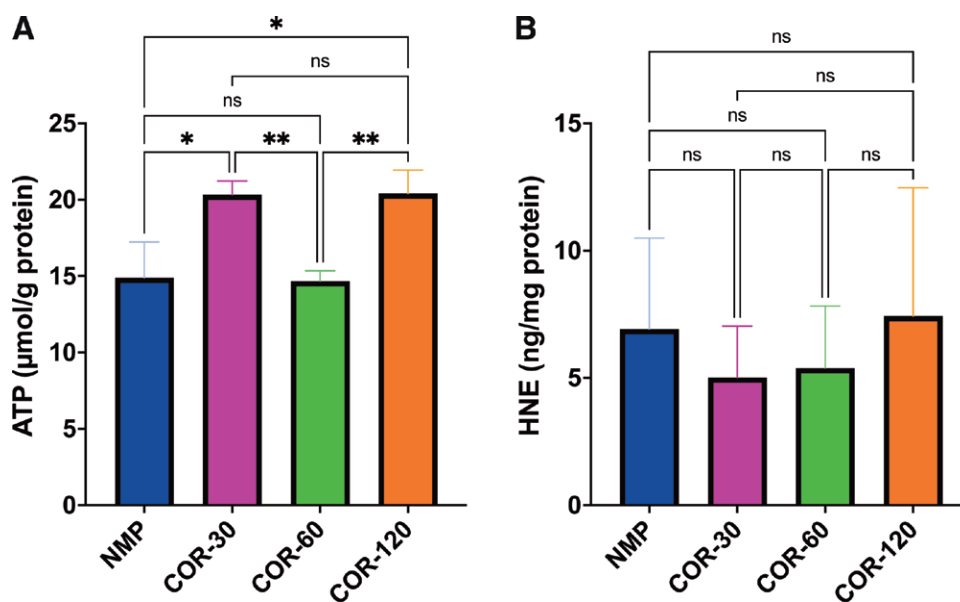 A
*
ns
ns
* ** **
25
20
15
10
5
0
ATP (µmol/g protein)
NMP
COR-30
COR-60
COR-120
B
ns
ns
ns
ns ns ns
15
10
5
0
HNE (ng/mg protein)
NMP
COR-30
COR-60
COR-120